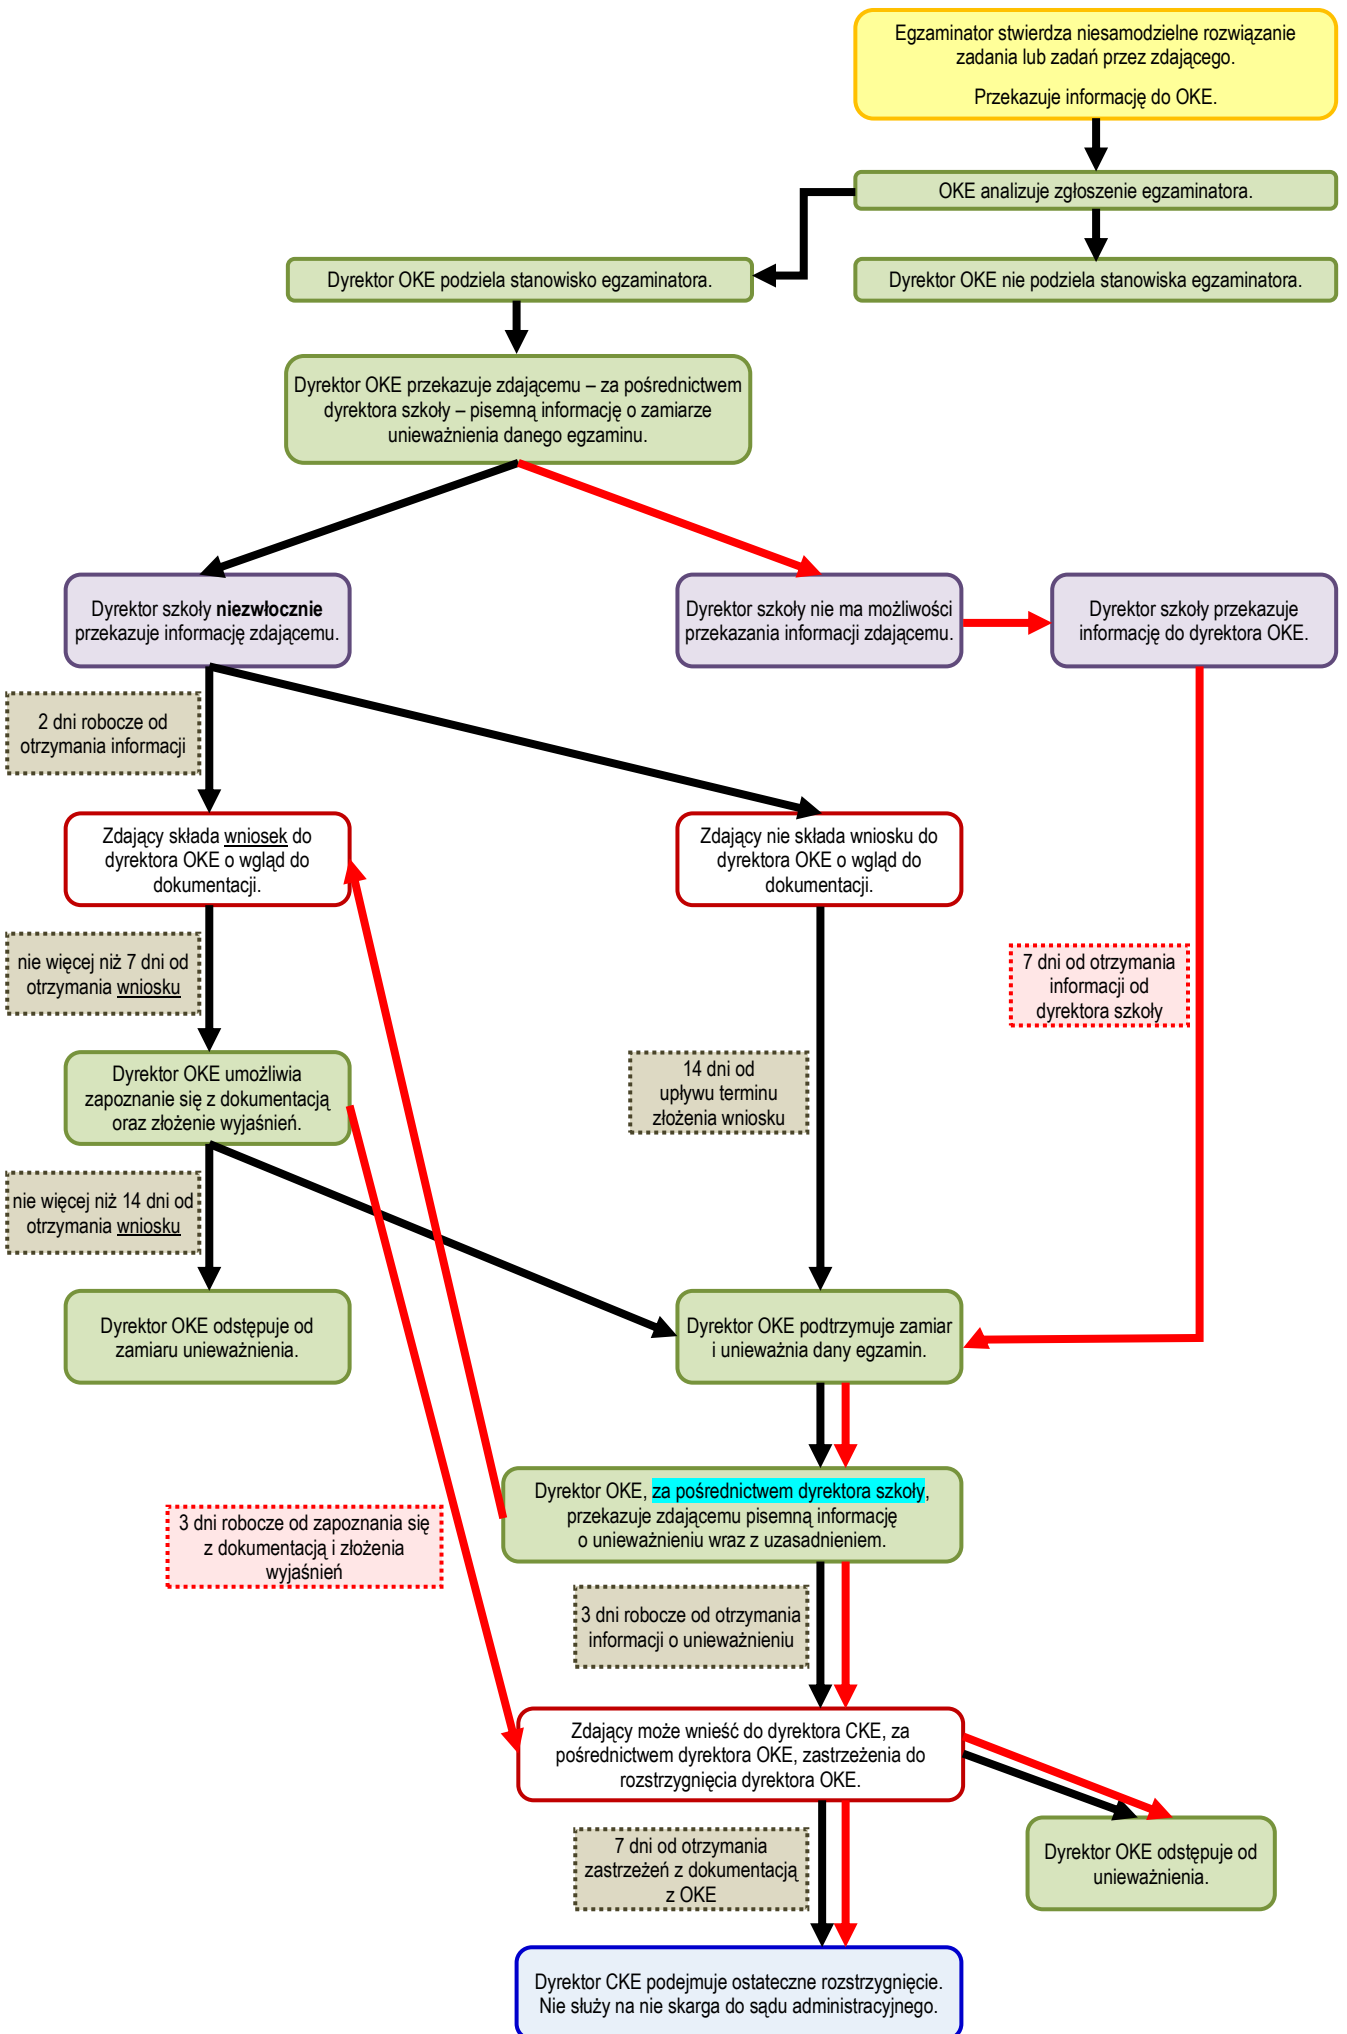 Egzaminator stwierdza niesamodzielne rozwiązanie
zadania lub zadań przez zdającego.
Przekazuje informację do OKE.
OKE analizuje zgłoszenie egzaminatora.
Dyrektor OKE podziela stanowisko egzaminatora.
Dyrektor OKE nie podziela stanowiska egzaminatora.
Dyrektor OKE przekazuje zdającemu – za pośrednictwem
dyrektora szkoły – pisemną informację o zamiarze
unieważnienia danego egzaminu.
Dyrektor szkoły niezwłocznie
przekazuje informację zdającemu.
Dyrektor szkoły nie ma możliwości
przekazania informacji zdającemu.
Dyrektor szkoły przekazuje
informację do dyrektora OKE.
2 dni robocze od
otrzymania informacji
Zdający składa wniosek do
dyrektora OKE o wgląd do
dokumentacji.
Zdający nie składa wniosku do
dyrektora OKE o wgląd do
dokumentacji.
nie więcej niż 7 dni od
otrzymania wniosku
7 dni od otrzymania
informacji od
dyrektora szkoły
Dyrektor OKE umożliwia
zapoznanie się z dokumentacją
oraz złożenie wyjaśnień.
14 dni od
upływu terminu
złożenia wniosku
nie więcej niż 14 dni od
otrzymania wniosku
Dyrektor OKE odstępuje od
zamiaru unieważnienia.
Dyrektor OKE podtrzymuje zamiar
i unieważnia dany egzamin.
Dyrektor OKE, za pośrednictwem dyrektora szkoły,
przekazuje zdającemu pisemną informację
o unieważnieniu wraz z uzasadnieniem.
3 dni robocze od zapoznania się
z dokumentacją i złożenia
wyjaśnień
3 dni robocze od otrzymania
informacji o unieważnieniu
Zdający może wnieść do dyrektora CKE, za
pośrednictwem dyrektora OKE, zastrzeżenia do
rozstrzygnięcia dyrektora OKE.
7 dni od otrzymania
zastrzeżeń z dokumentacją
z OKE
Dyrektor OKE odstępuje od
unieważnienia.
Dyrektor CKE podejmuje ostateczne rozstrzygnięcie.
Nie służy na nie skarga do sądu administracyjnego.